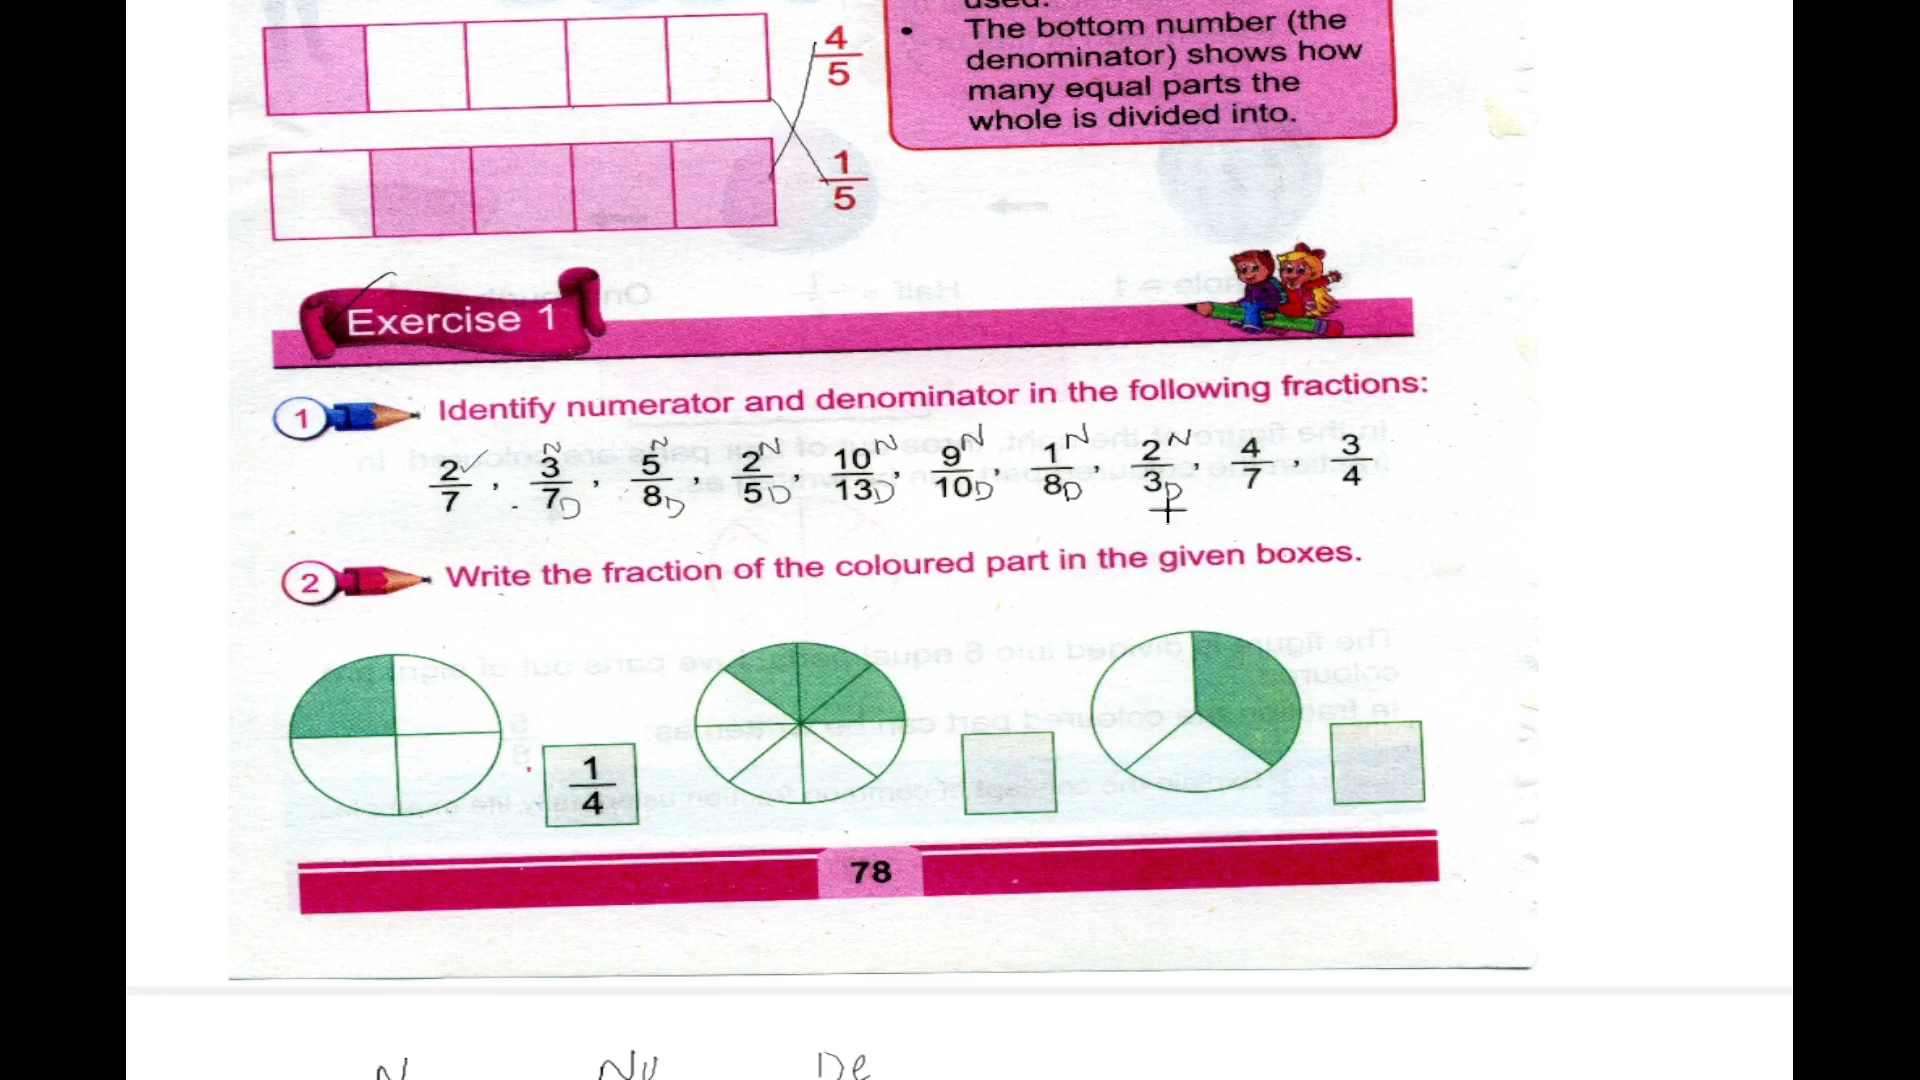 used.
• The bottom number (the
denominator) shows how
many equal parts the
whole is divided into.
4
5
1
5
Exercise 1
1 Identify numerator and denominator in the following fractions:
N N N N N N N
2/7 , 3/7 , 5/8 , 2/5 , 10/13 , 9/10 , 1/8 , 2/3 , 4/7 , 3/4
D D D D D D D
2 Write the fraction of the coloured part in the given boxes.
1
4
78
N Nu De